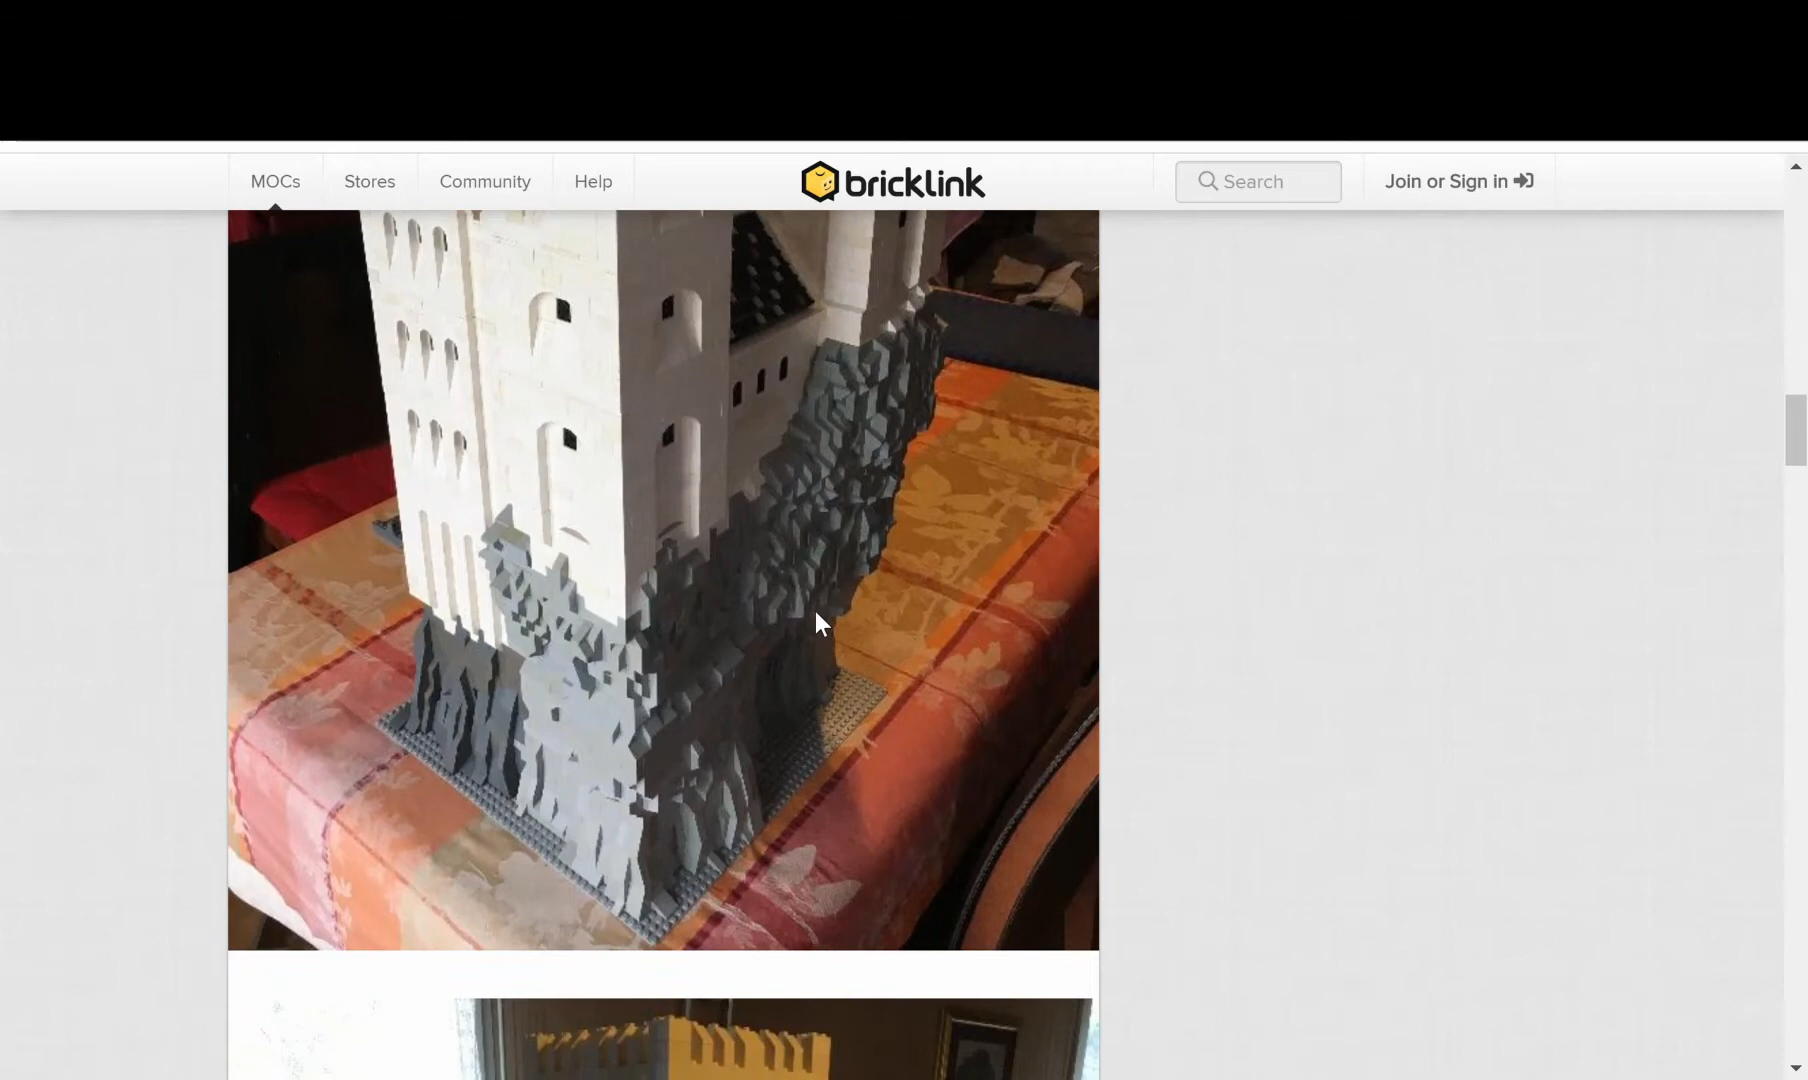 MOCs
Stores
Community
Help
bricklink
Search
Join or Sign in